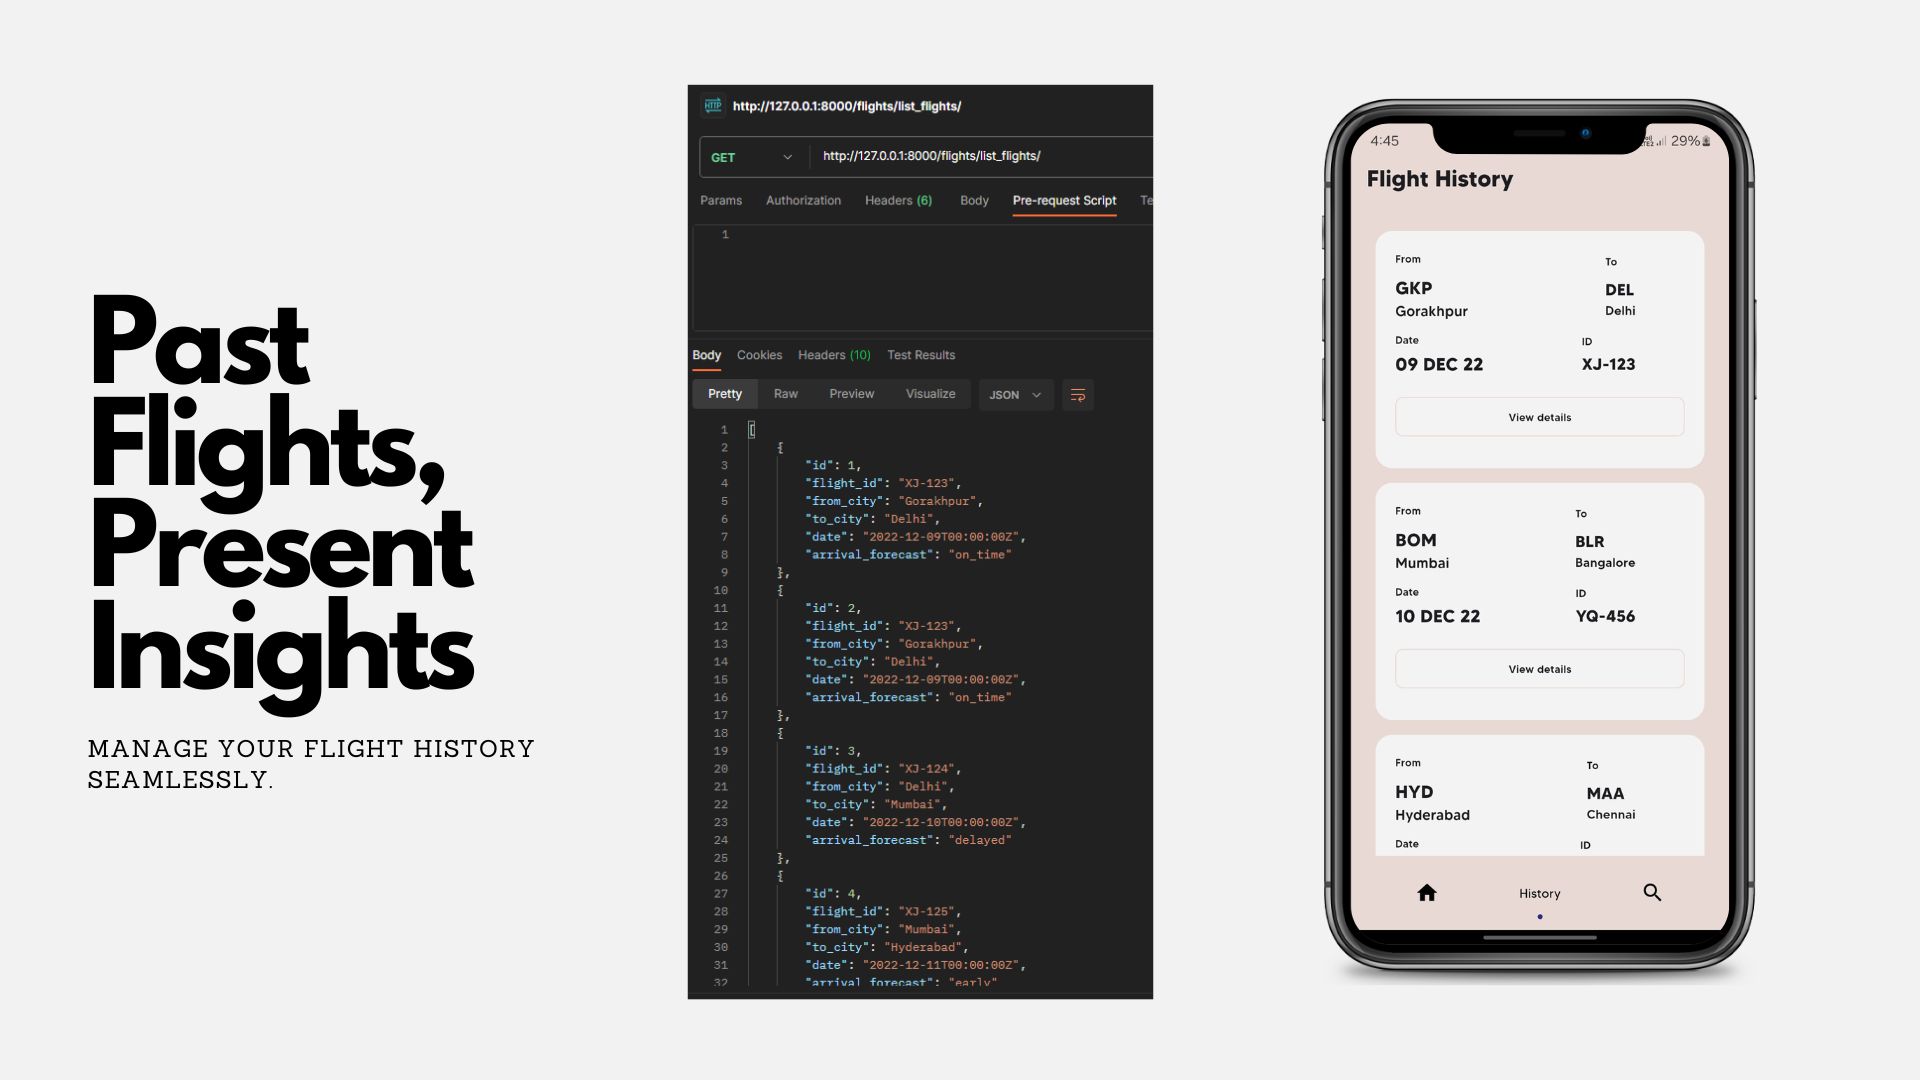 Past
Flights,
Present
Insights
MANAGE YOUR FLIGHT HISTORY
SEAMLESSLY.
HTTP http://127.0.0.1:8000/flights/list_flights/
GET http://127.0.0.1:8000/flights/list_flights/
Params Authorization Headers (6) Body Pre-request Script Te
1
Body Cookies Headers (10) Test Results
Pretty Raw Preview Visualize JSON
1 [
2 {
3 "id": 1,
4 "flight_id": "XJ-123",
5 "from_city": "Gorakhpur",
6 "to_city": "Delhi",
7 "date": "2022-12-09T00:00:00Z",
8 "arrival_forecast": "on_time"
9 },
10 {
11 "id": 2,
12 "flight_id": "XJ-123",
13 "from_city": "Gorakhpur",
14 "to_city": "Delhi",
15 "date": "2022-12-09T00:00:00Z",
16 "arrival_forecast": "on_time"
17 },
18 {
19 "id": 3,
20 "flight_id": "XJ-124",
21 "from_city": "Delhi",
22 "to_city": "Mumbai",
23 "date": "2022-12-10T00:00:00Z",
24 "arrival_forecast": "delayed"
25 },
26 {
27 "id": 4,
28 "flight_id": "XJ-125",
29 "from_city": "Mumbai",
30 "to_city": "Hyderabad",
31 "date": "2022-12-11T00:00:00Z",
32 "arrival_forecast": "early"
4:45 29%
Flight History
From To
GKP DEL
Gorakhpur Delhi
Date ID
09 DEC 22 XJ-123
View details
From To
BOM BLR
Mumbai Bangalore
Date ID
10 DEC 22 YQ-456
View details
From To
HYD MAA
Hyderabad Chennai
Date ID
History